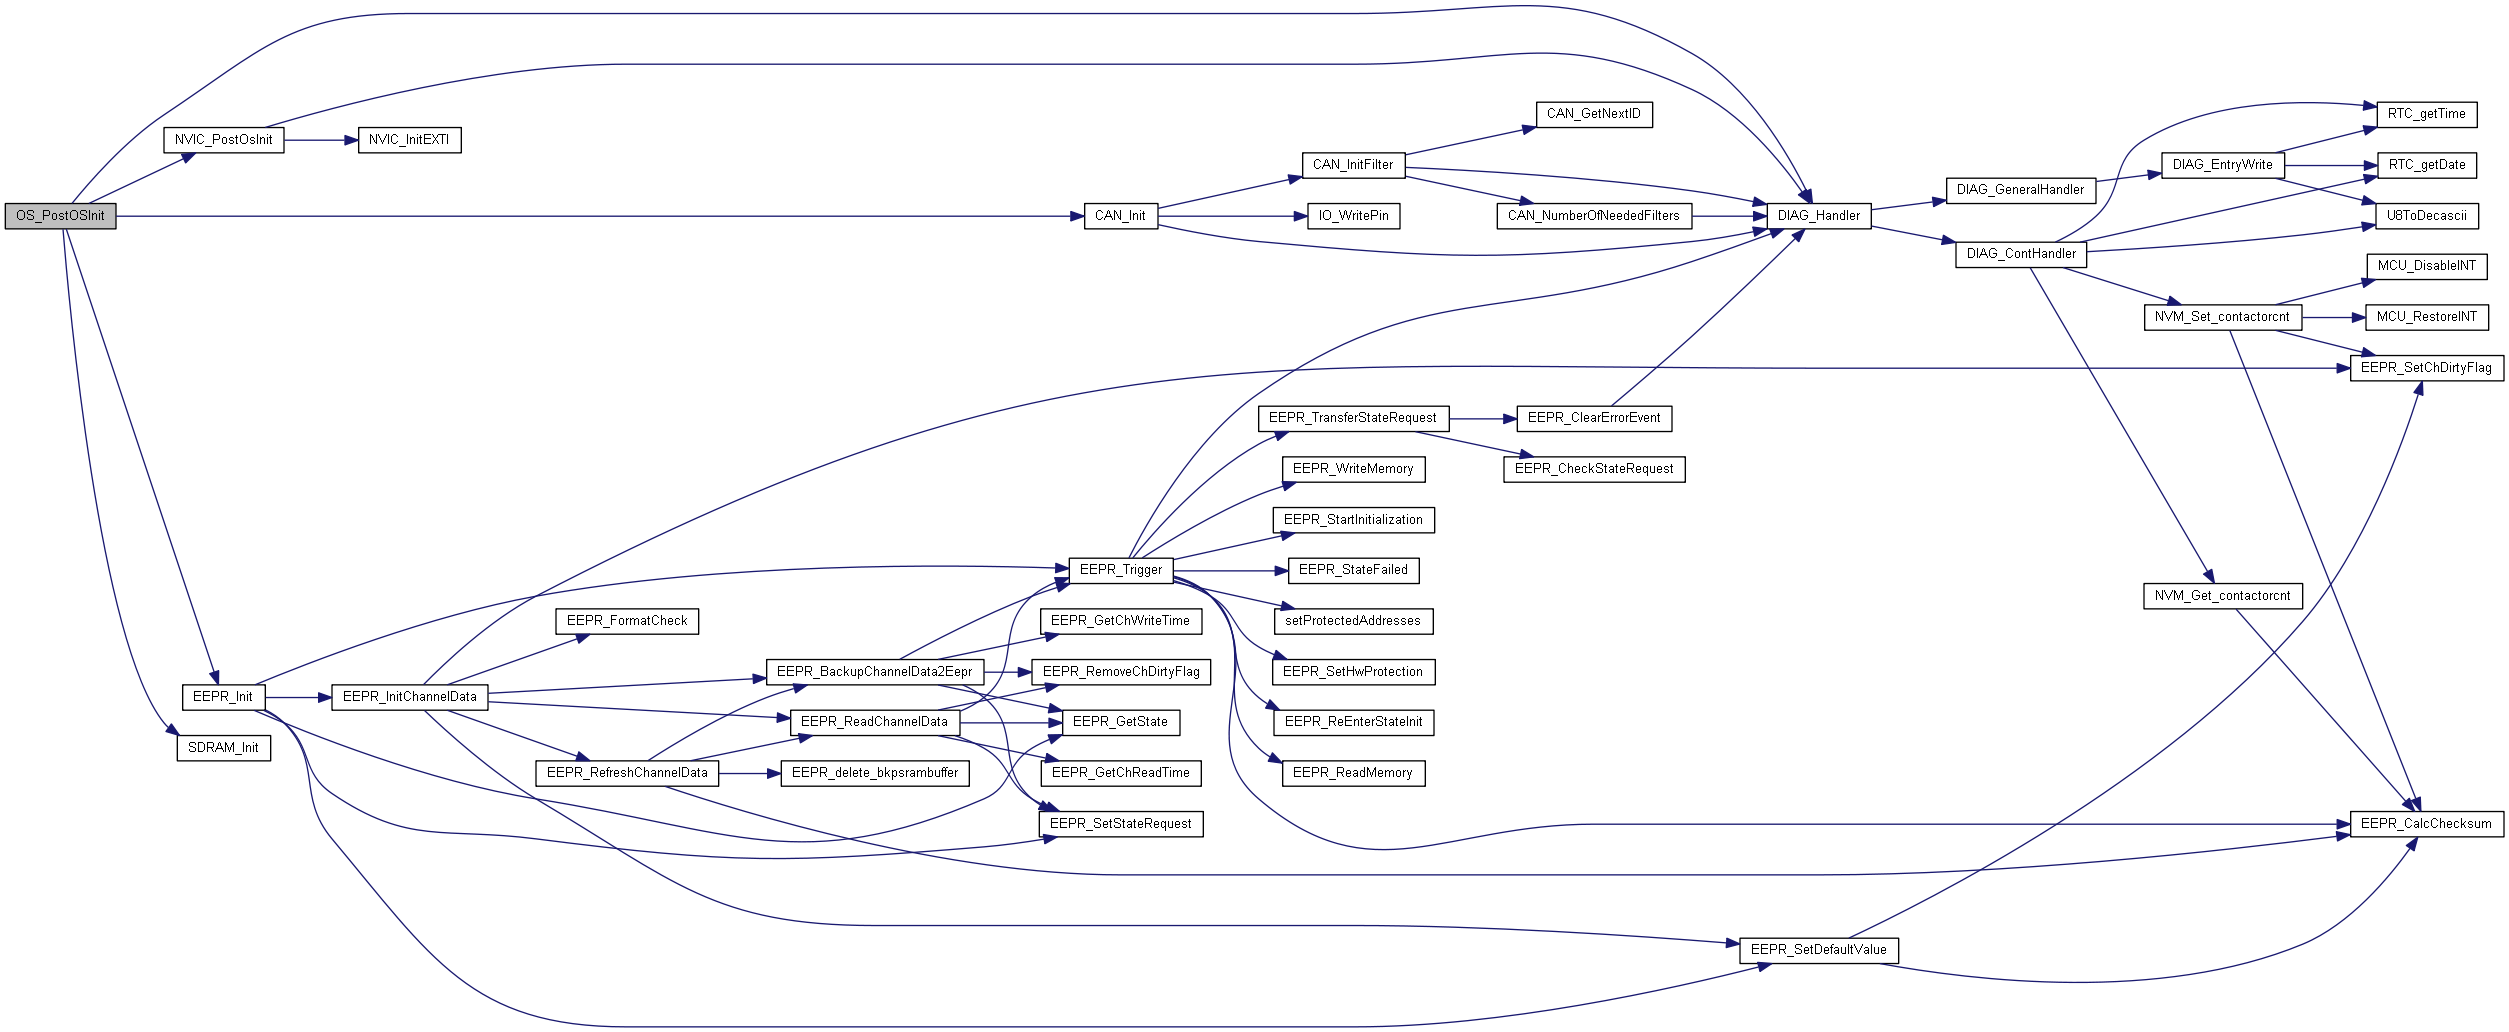 OS_PostOSInit
NVIC_PostOsInit
NVIC_InitEXTI
EEPR_Init
SDRAM_Init
EEPR_InitChannelData
EEPR_FormatCheck
EEPR_RefreshChannelData
EEPR_BackupChannelData2Eepr
EEPR_ReadChannelData
EEPR_delete_bkpsrambuffer
CAN_Init
EEPR_Trigger
EEPR_GetChWriteTime
EEPR_RemoveChDirtyFlag
EEPR_GetState
EEPR_GetChReadTime
EEPR_SetStateRequest
CAN_InitFilter
IO_WritePin
EEPR_TransferStateRequest
EEPR_WriteMemory
EEPR_StartInitialization
EEPR_StateFailed
setProtectedAddresses
EEPR_SetHwProtection
EEPR_ReEnterStateInit
EEPR_ReadMemory
CAN_GetNextID
CAN_NumberOfNeededFilters
EEPR_ClearErrorEvent
EEPR_CheckStateRequest
DIAG_Handler
EEPR_SetDefaultValue
DIAG_GeneralHandler
DIAG_ContHandler
DIAG_EntryWrite
NVM_Set_contactorcnt
NVM_Get_contactorcnt
RTC_getTime
RTC_getDate
U8ToDecascii
MCU_DisableINT
MCU_RestoreINT
EEPR_SetChDirtyFlag
EEPR_CalcChecksum